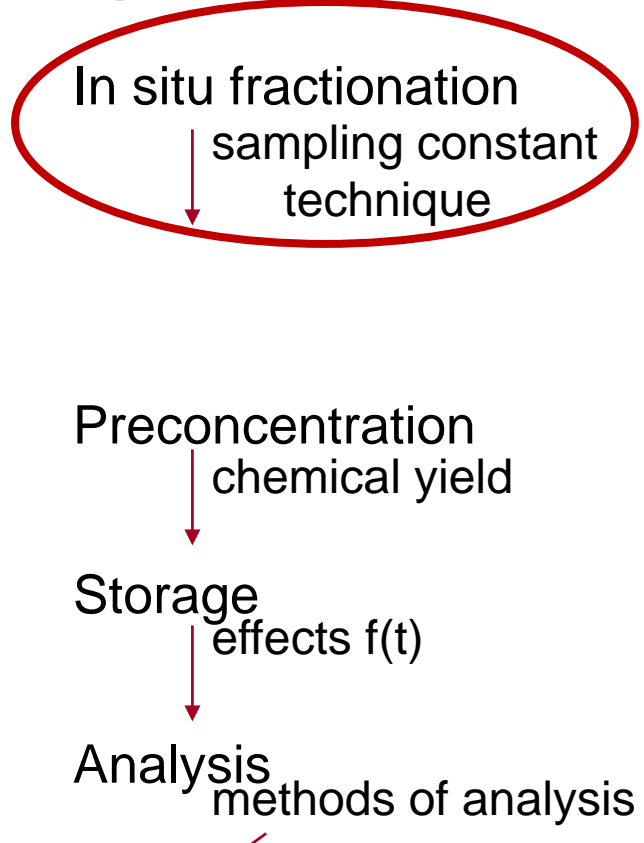 In situ fractionation
sampling constant
technique
Preconcentration
chemical yield
Storage
effects f(t)
Analysis
methods of analysis